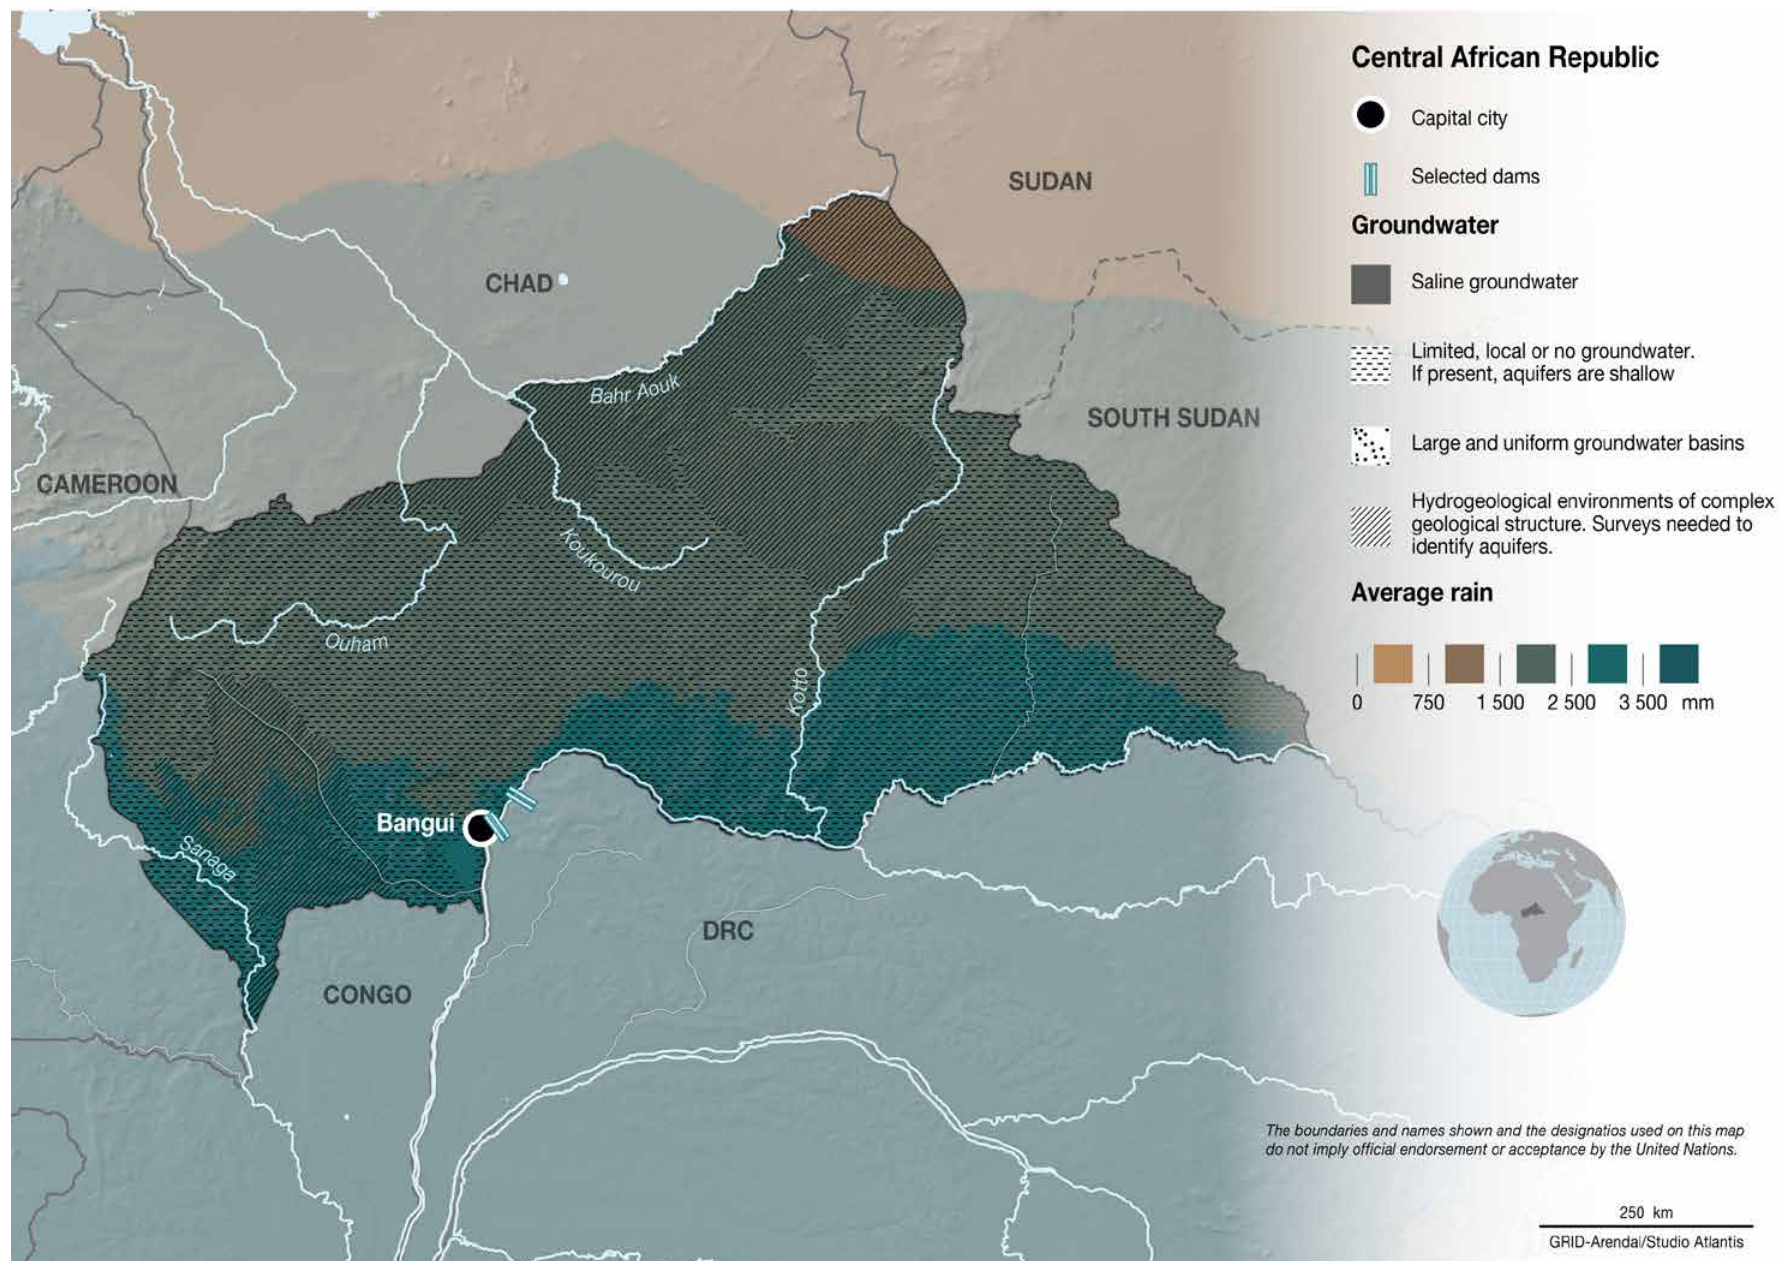 Central African Republic
Capital city
Selected dams
Groundwater
Saline groundwater
Limited, local or no groundwater.
If present, aquifers are shallow
Large and uniform groundwater basins
Hydrogeological environments of complex
geological structure. Surveys needed to
identify aquifers.
Average rain
0 750 1 500 2 500 3 500 mm
SUDAN
CHAD
Bahr Aouk
SOUTH SUDAN
CAMEROON
Koukourou
Ouham
Kotto
Bangui
Sanaga
DRC
CONGO
The boundaries and names shown and the designatios used on this map
do not imply official endorsement or acceptance by the United Nations.
250 km
GRID-Arendal/Studio Atlantis